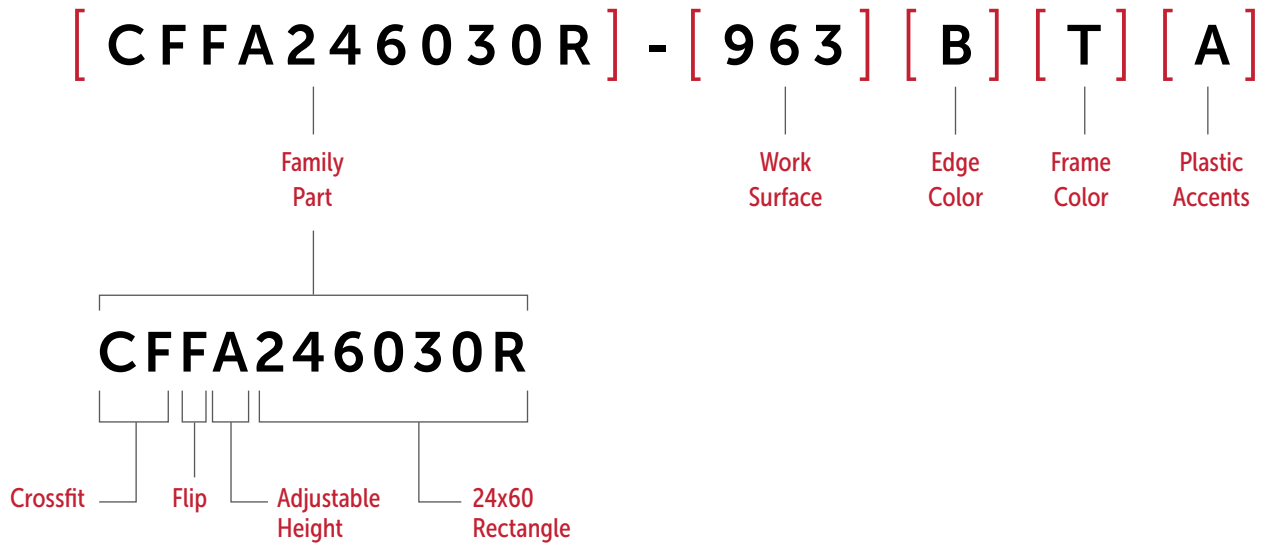 [ CFFA246030R ] - [ 963 ] [ B ] [ T ] [ A ]
Family
Part
Work
Surface
Edge
Color
Frame
Color
Plastic
Accents
CFFA246030R
Crossfit
Flip
Adjustable
Height
24x60
Rectangle